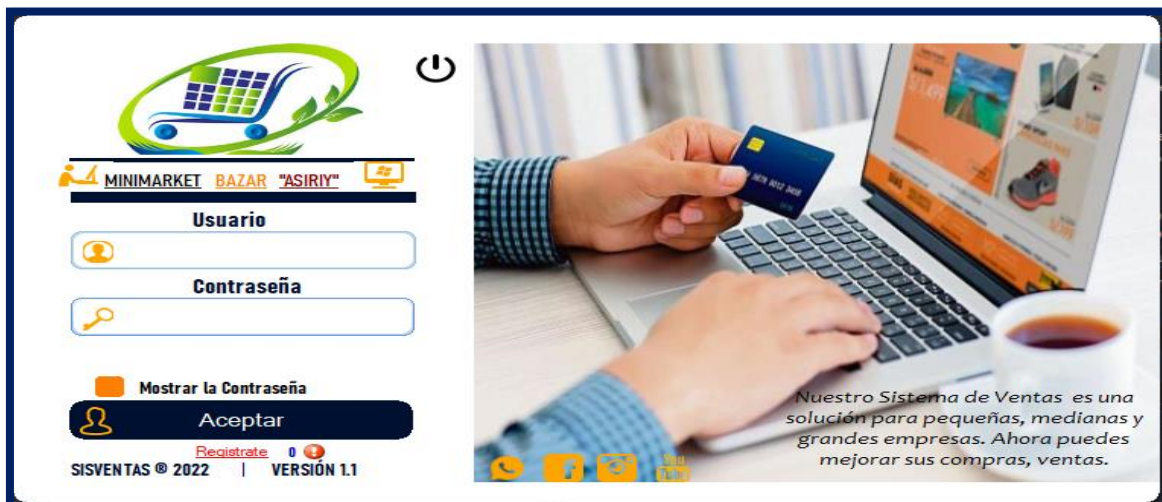 MINIMARKET BAZAR "ASIRIY"
Usuario
Contraseña
Mostrar la Contraseña
Aceptar
Registrate 0
SISVENTAS ® 2022 | VERSIÓN 1.1
Nuestro Sistema de Ventas es una
solución para pequeñas, medianas y
grandes empresas. Ahora puedes
mejorar sus compras, ventas.
You
Tube